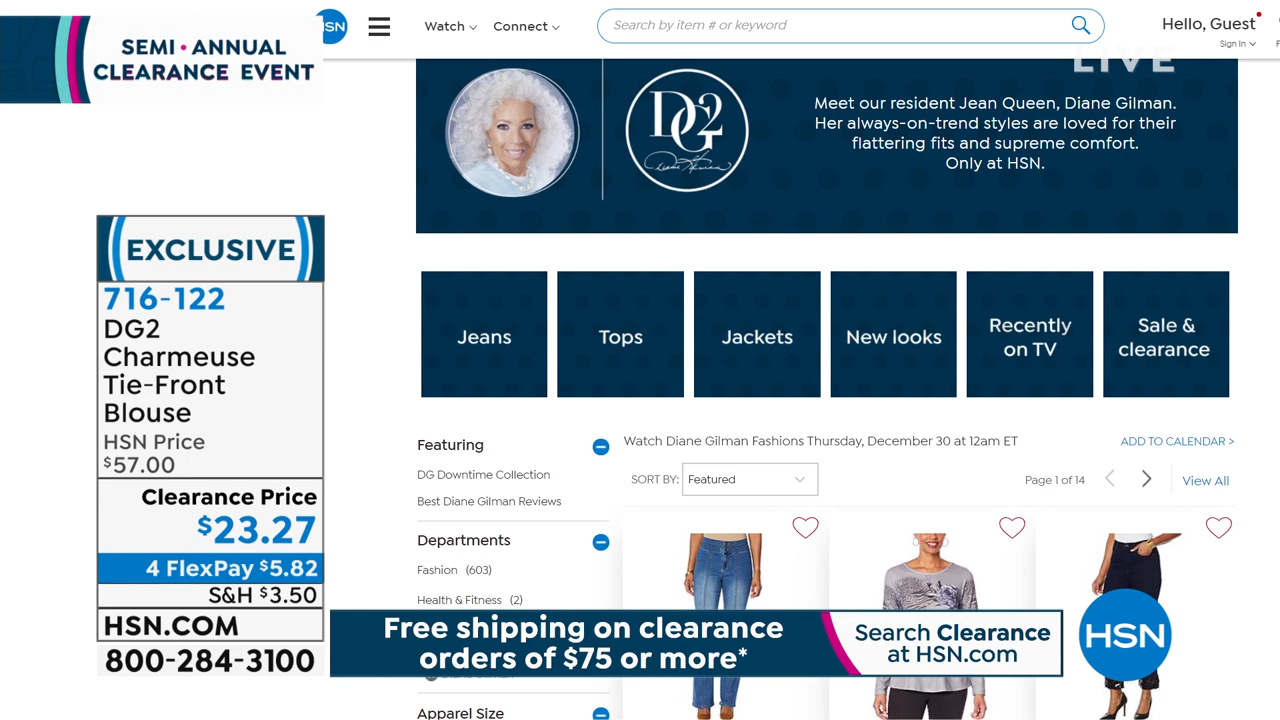 SEMI • ANNUAL
CLEARANCE EVENT
HSN
Watch
Connect
Search by item # or keyword
Hello, Guest
Sign In
LIVE
DG2
Diane Gilman
Meet our resident Jean Queen, Diane Gilman.
Her always-on-trend styles are loved for their
flattering fits and supreme comfort.
Only at HSN.
EXCLUSIVE
716-122
DG2
Charmeuse
Tie-Front
Blouse
HSN Price
$57.00
Clearance Price
$23.27
4 FlexPay $5.82
S&H $3.50
HSN.COM
800-284-3100
Jeans
Tops
Jackets
New looks
Recently
on TV
Sale &
clearance
Featuring
DG Downtime Collection
Best Diane Gilman Reviews
Departments
Fashion (603)
Health & Fitness (2)
Apparel Size
Watch Diane Gilman Fashions Thursday, December 30 at 12am ET
ADD TO CALENDAR >
SORT BY: Featured
Page 1 of 14
View All
Free shipping on clearance
orders of $75 or more*
Search Clearance
at HSN.com
HSN